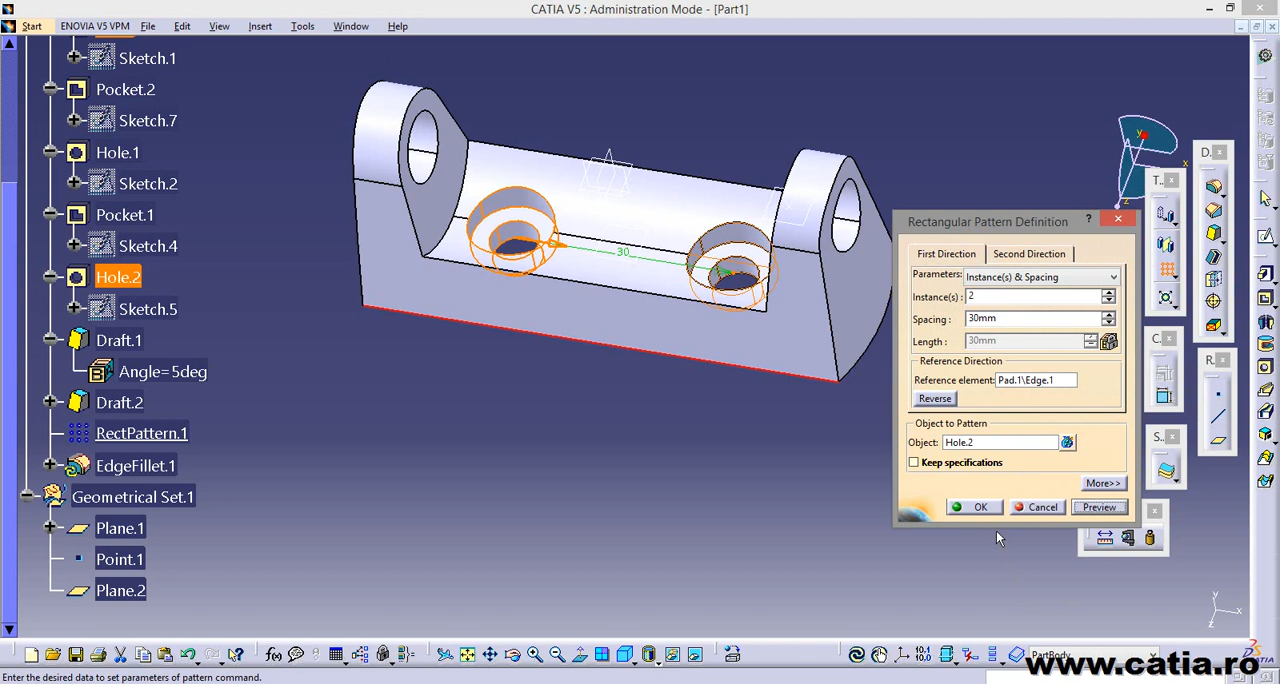 CATIA V5 : Administration Mode - [Part1]
Start ENOVIA V5 VPM File Edit View Insert Tools Window Help
Sketch.1
Pocket.2
Sketch.7
Hole.1
Sketch.2
Pocket.1
Sketch.4
Hole.2
Sketch.5
Draft.1
Angle=5deg
Draft.2
RectPattern.1
EdgeFillet.1
Geometrical Set.1
Plane.1
Point.1
Plane.2
30
y
x
z
D..
T...
R...
C...
S...
Rectangular Pattern Definition ?
First Direction Second Direction
Parameters: Instance(s) & Spacing
Instance(s) : 2
Spacing : 30mm
Length : 30mm
Reference Direction
Reference element: Pad.1\Edge.1
Reverse
Object to Pattern
Object: Hole.2
Keep specifications
More>>
OK Cancel Preview
y
x
z
f(x)
10.1
10,0
PartBody
CATIA
www.catia.ro
Enter the desired data to set parameters of pattern command.